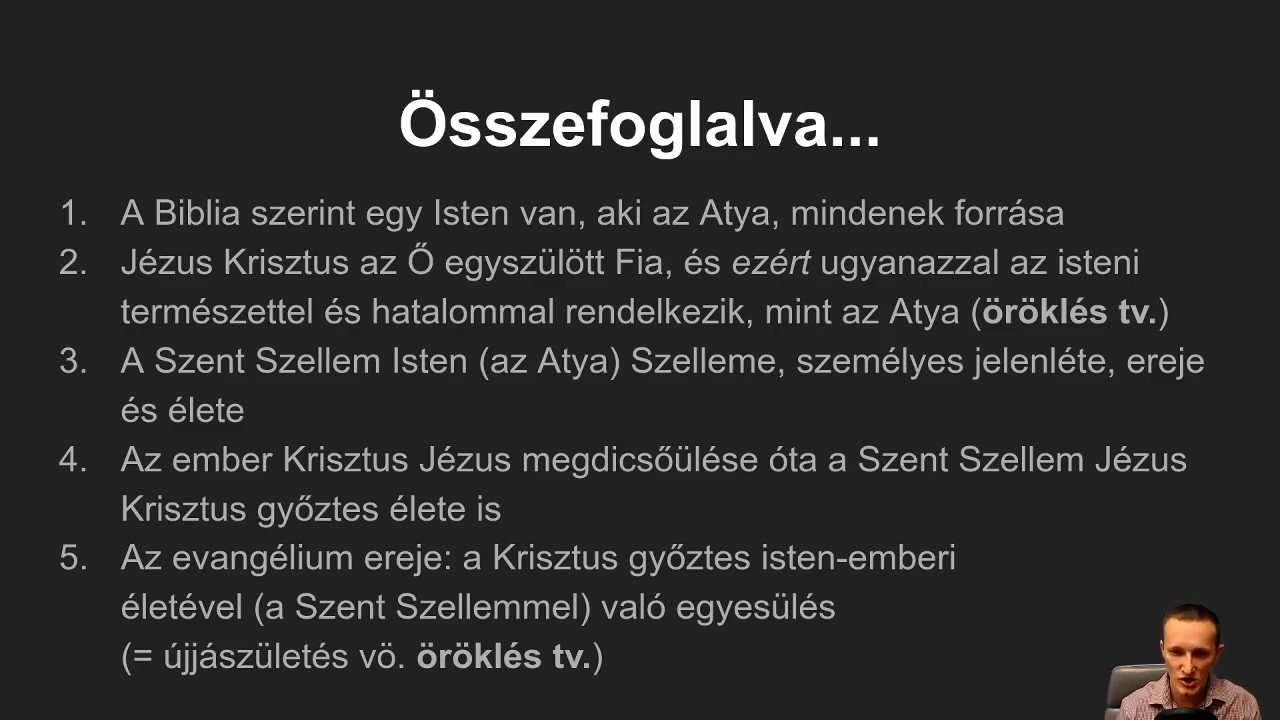 Összefoglalva...
1. A Biblia szerint egy Isten van, aki az Atya, mindenek forrása
2. Jézus Krisztus az Ő egyszülött Fia, és ezért ugyanazzal az isteni
természettel és hatalommal rendelkezik, mint az Atya (öröklés tv.)
3. A Szent Szellem Isten (az Atya) Szelleme, személyes jelenléte, ereje
és élete
4. Az ember Krisztus Jézus megdicsőülése óta a Szent Szellem Jézus
Krisztus győztes élete is
5. Az evangélium ereje: a Krisztus győztes isten-emberi
életével (a Szent Szellemmel) való egyesülés
(= újjászületés vö. öröklés tv.)